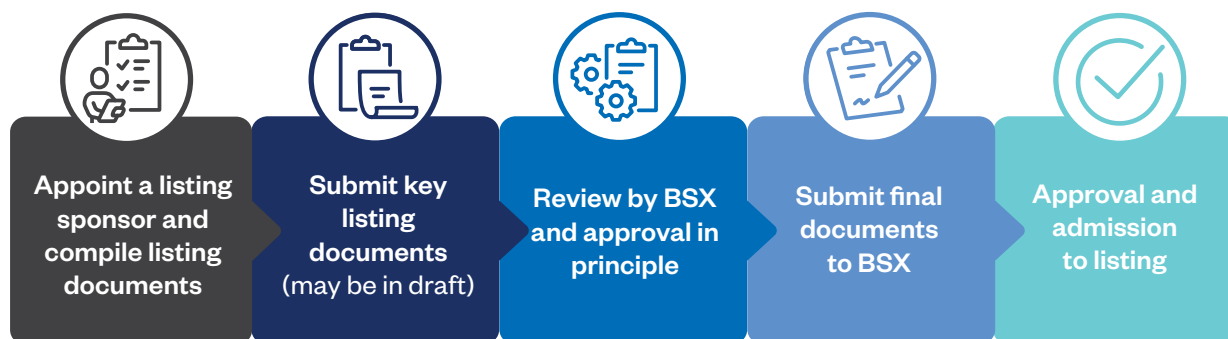 Appoint a listing
sponsor and
compile listing
documents
Submit key
listing
documents
(may be in draft)
Review by BSX
and approval in
principle
Submit final
documents
to BSX
Approval and
admission
to listing